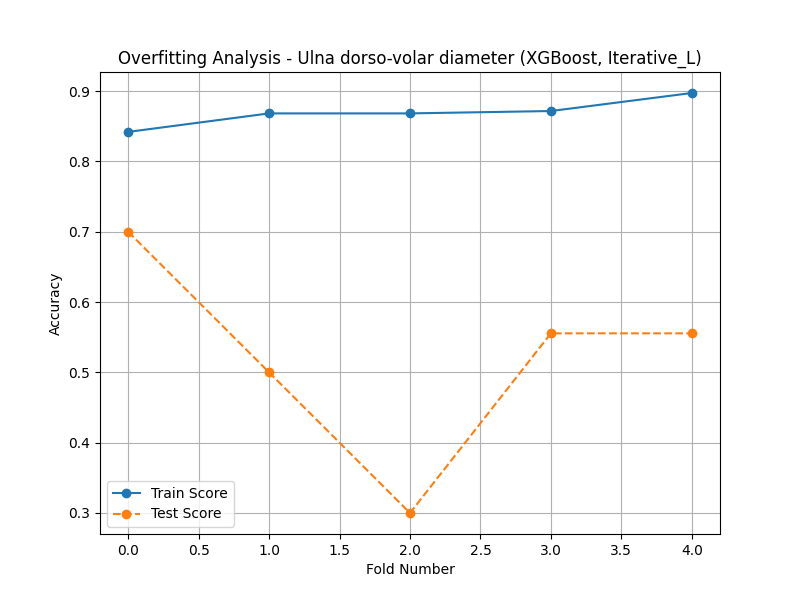 Overfitting Analysis - Ulna dorso-volar diameter (XGBoost, Iterative_L)
0.9
0.8
0.7
0.6
0.5
0.4
0.3
Accuracy
Train Score
Test Score
0.0 0.5 1.0 1.5 2.0 2.5 3.0 3.5 4.0
Fold Number